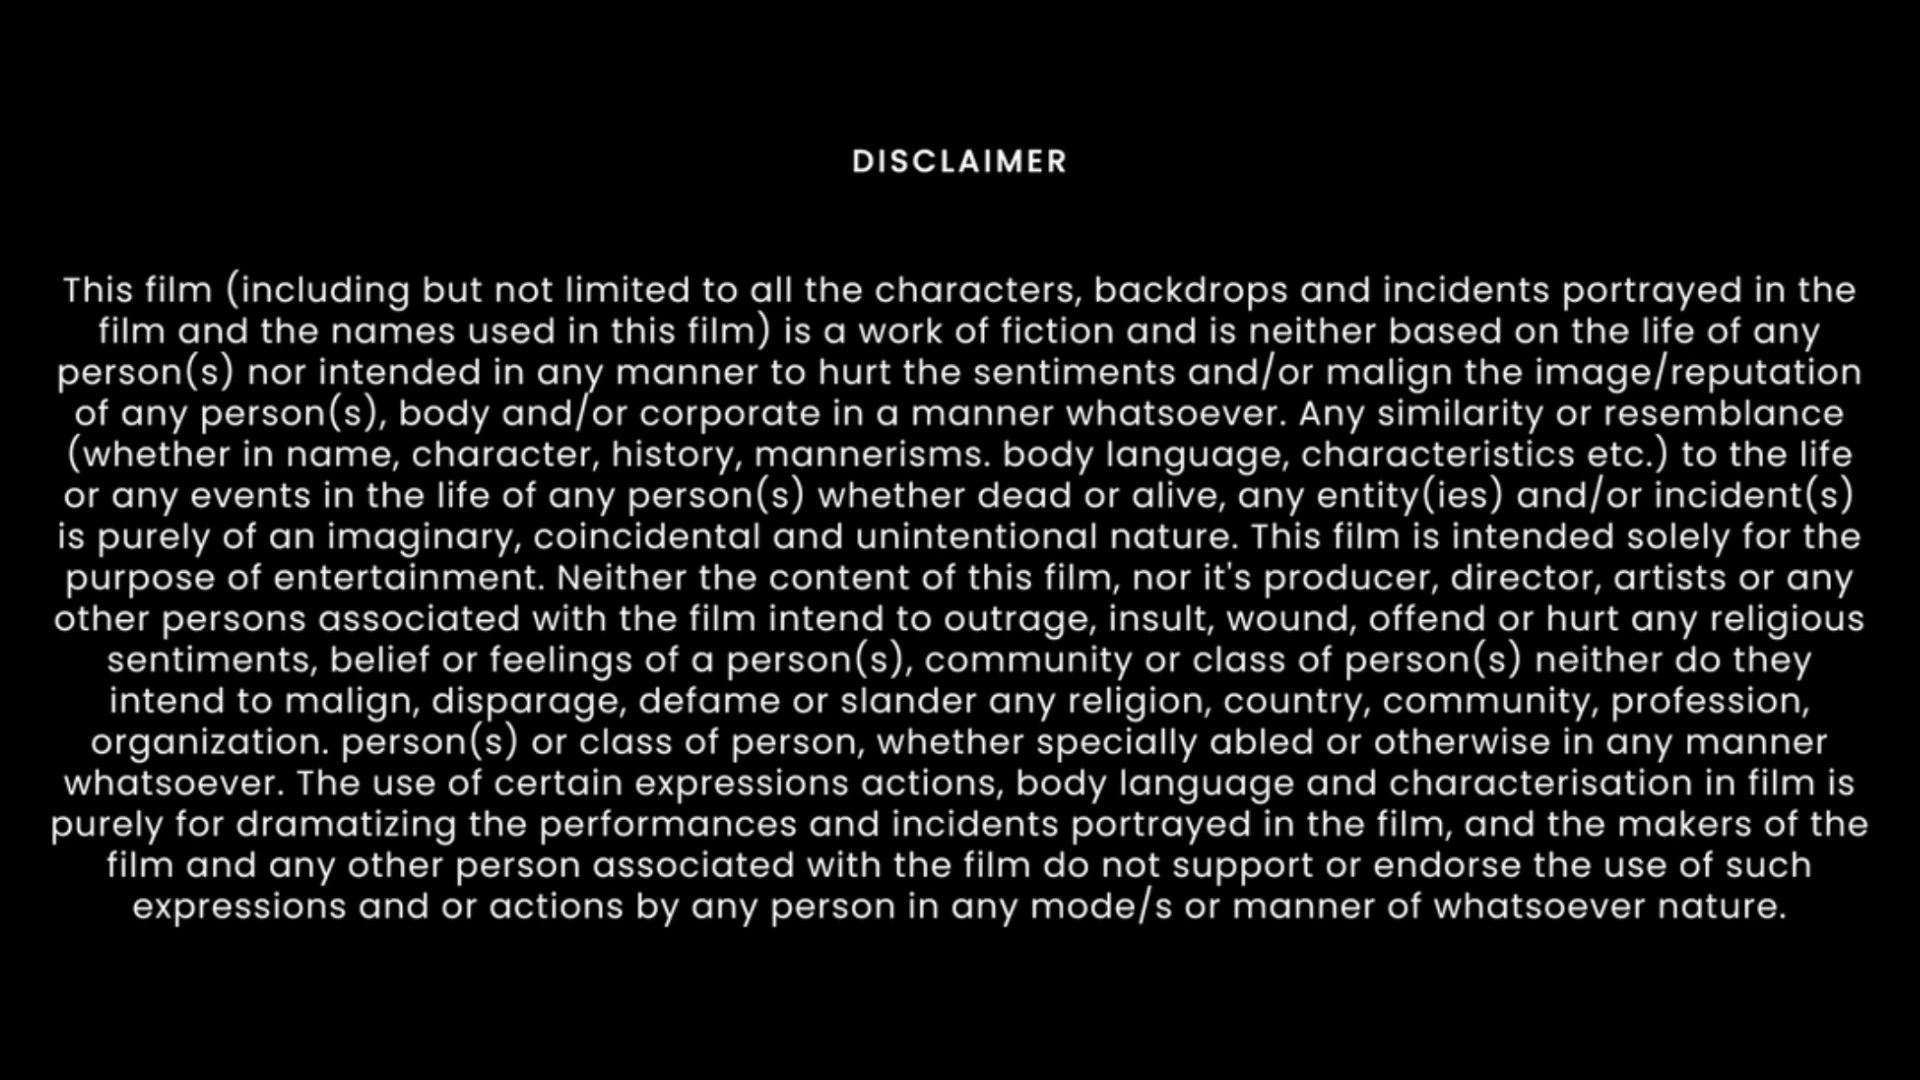 DISCLAIMER
This film (including but not limited to all the characters, backdrops and incidents portrayed in the
film and the names used in this film) is a work of fiction and is neither based on the life of any
person(s) nor intended in any manner to hurt the sentiments and/or malign the image/reputation
of any person(s), body and/or corporate in a manner whatsoever. Any similarity or resemblance
(whether in name, character, history, mannerisms. body language, characteristics etc.) to the life
or any events in the life of any person(s) whether dead or alive, any entity(ies) and/or incident(s)
is purely of an imaginary, coincidental and unintentional nature. This film is intended solely for the
purpose of entertainment. Neither the content of this film, nor it's producer, director, artists or any
other persons associated with the film intend to outrage, insult, wound, offend or hurt any religious
sentiments, belief or feelings of a person(s), community or class of person(s) neither do they
intend to malign, disparage, defame or slander any religion, country, community, profession,
organization. person(s) or class of person, whether specially abled or otherwise in any manner
whatsoever. The use of certain expressions actions, body language and characterisation in film is
purely for dramatizing the performances and incidents portrayed in the film, and the makers of the
film and any other person associated with the film do not support or endorse the use of such
expressions and or actions by any person in any mode/s or manner of whatsoever nature.